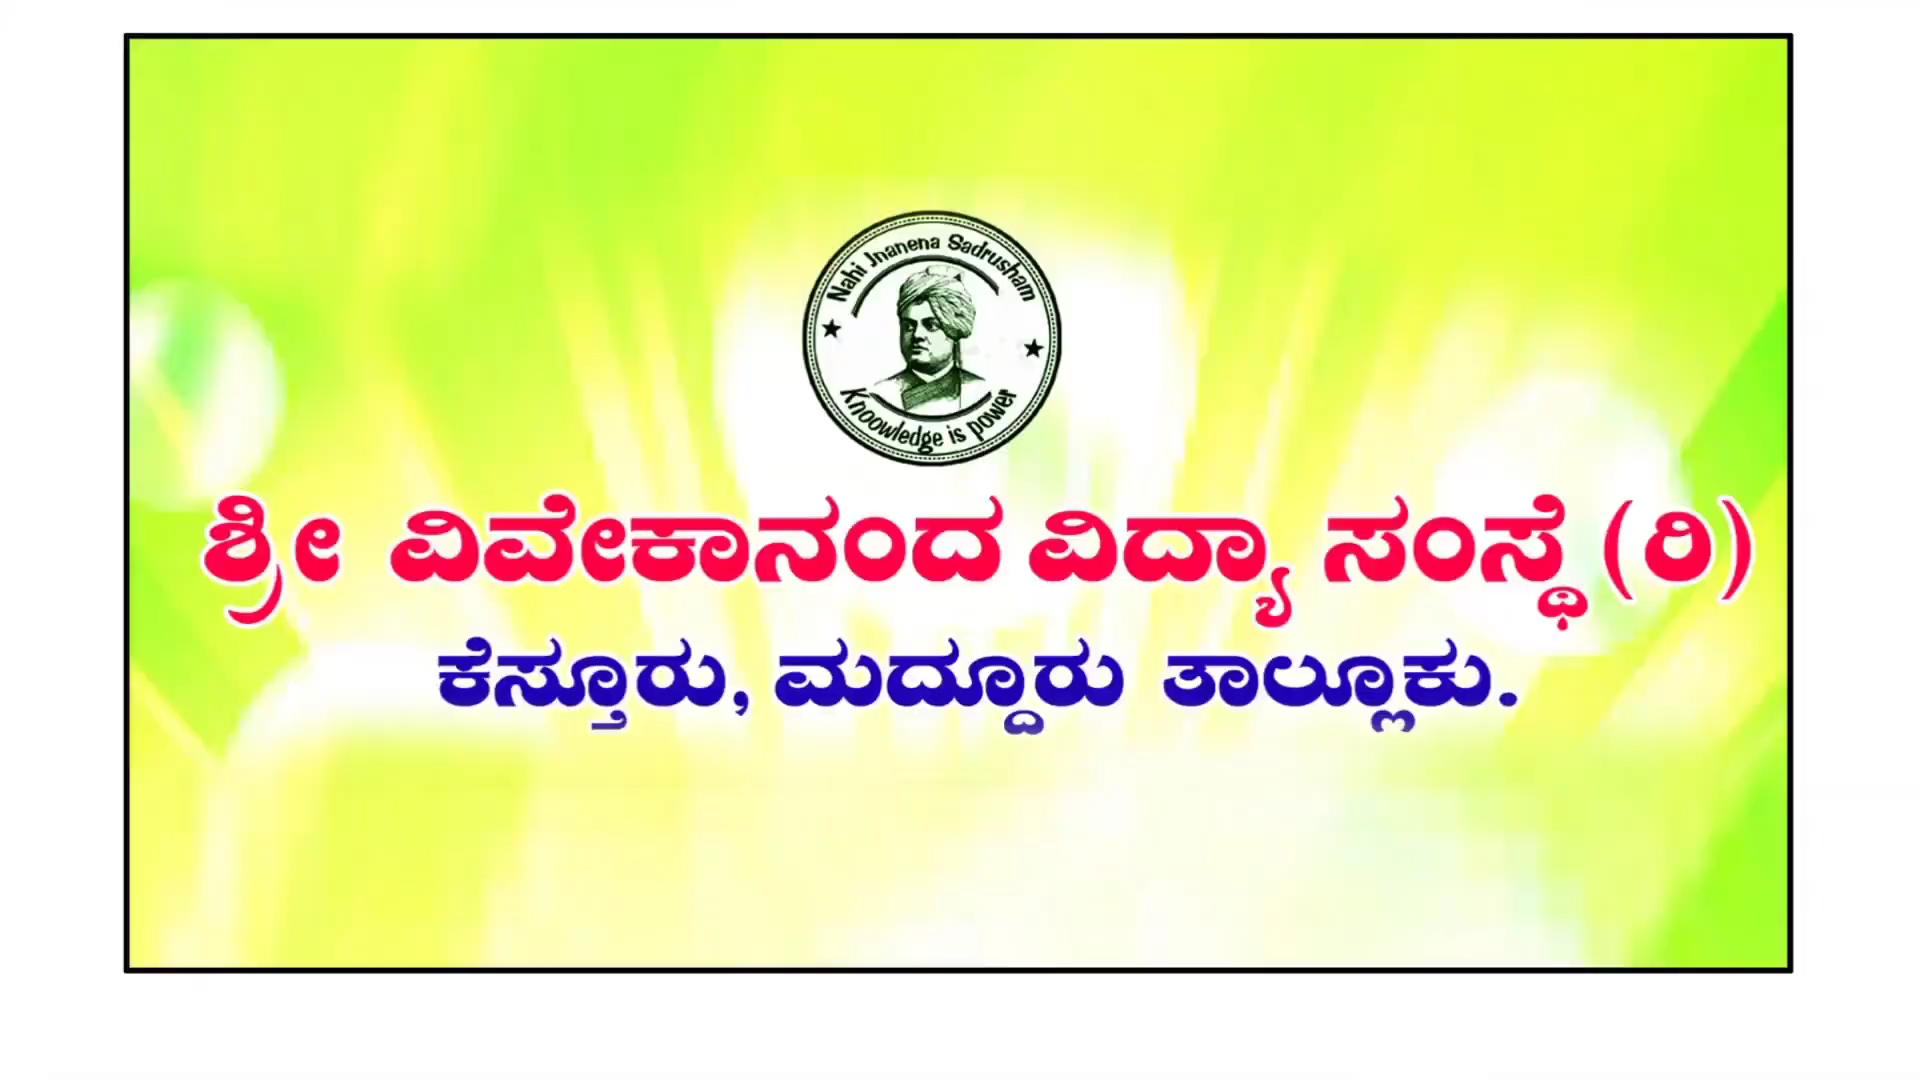 Nahi Jnanena Sadrusham
Knoowledge is power
ಶ್ರೀ ವಿವೇಕಾನಂದ ವಿದ್ಯಾ ಸಂಸ್ಥೆ (ರಿ)
ಕೆಸ್ತೂರು, ಮದ್ದೂರು ತಾಲ್ಲೂಕು.